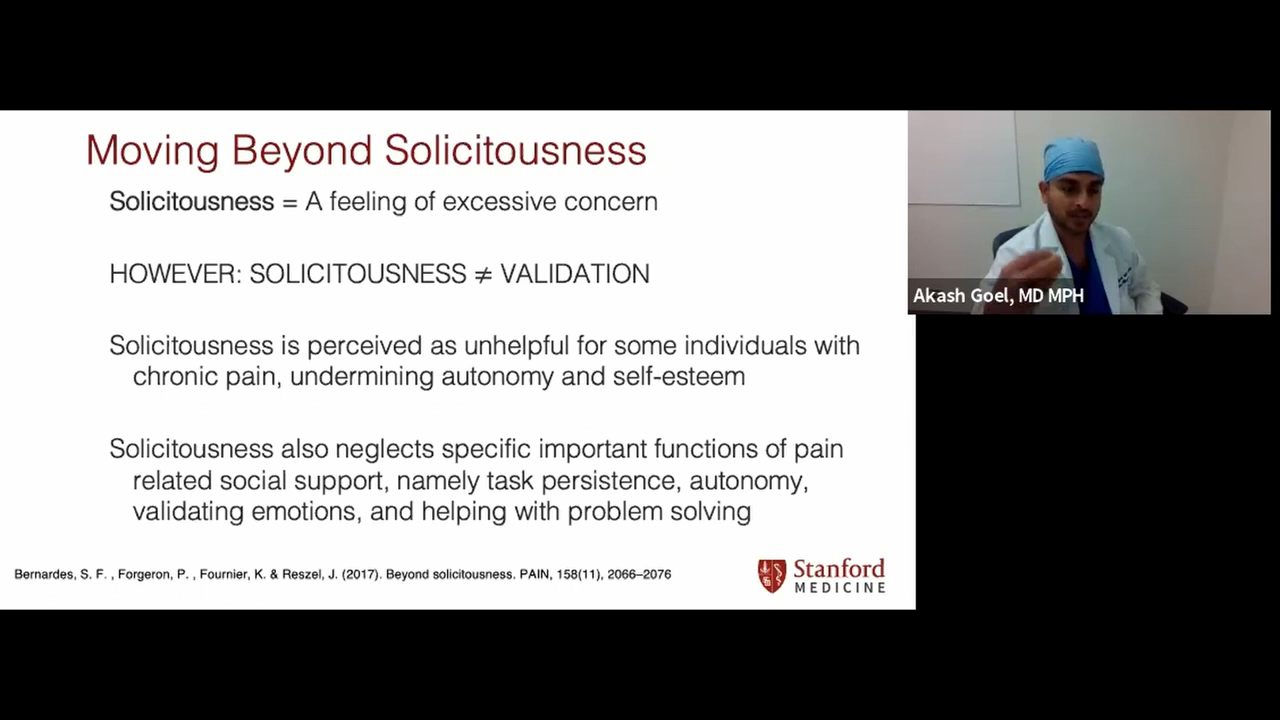 Moving Beyond Solicitousness
Solicitousness = A feeling of excessive concern
HOWEVER: SOLICITOUSNESS ≠ VALIDATION
Solicitousness is perceived as unhelpful for some individuals with
chronic pain, undermining autonomy and self-esteem
Solicitousness also neglects specific important functions of pain
related social support, namely task persistence, autonomy,
validating emotions, and helping with problem solving
Bernardes, S. F. , Forgeron, P. , Fournier, K. & Reszel, J. (2017). Beyond solicitousness. PAIN, 158(11), 2066–2076
Stanford
MEDICINE
Akash Goel, MD MPH